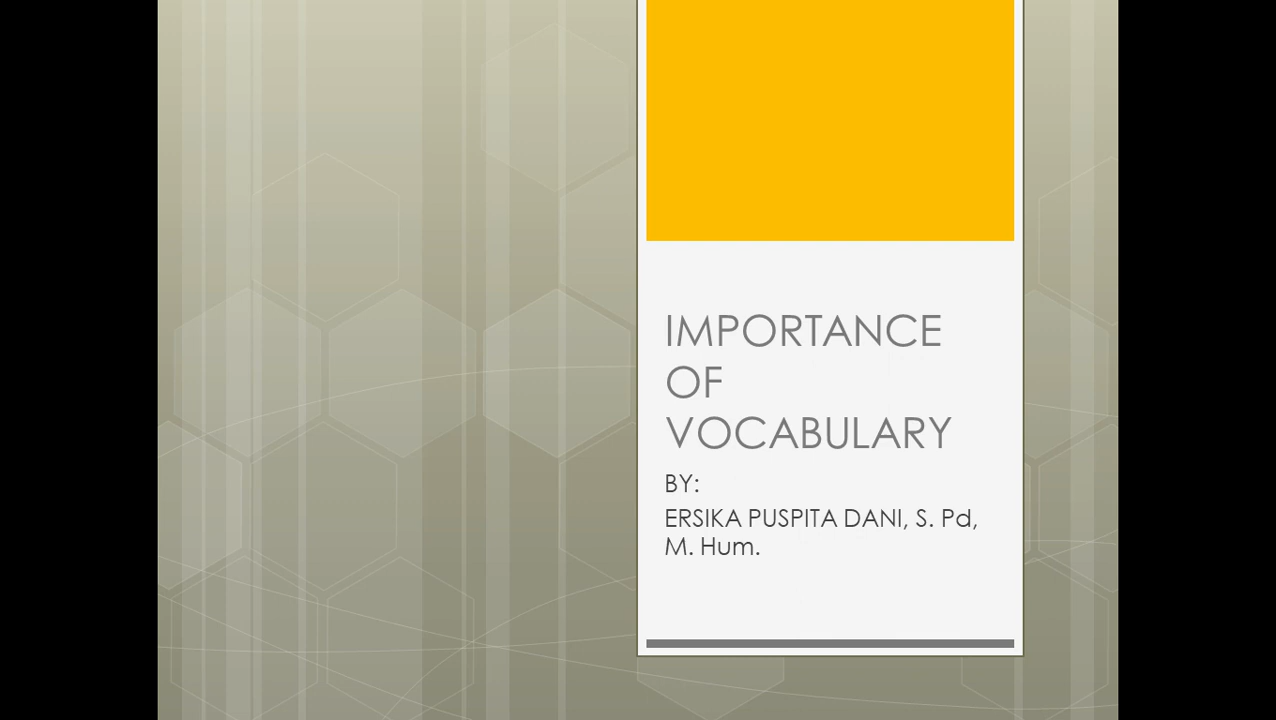 IMPORTANCE
OF
VOCABULARY
BY:
ERSIKA PUSPITA DANI, S. Pd,
M. Hum.